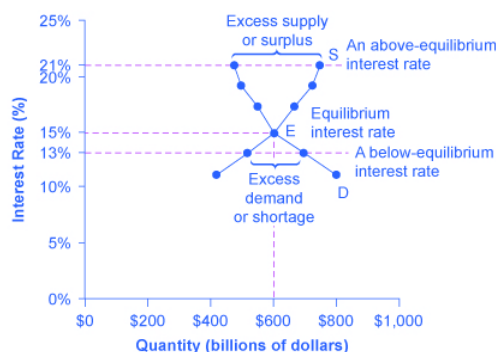 25%
Excess supply
or surplus
S
An above-equilibrium
interest rate
21%
20%
Equilibrium
interest rate
E
15%
13%
A below-equilibrium
interest rate
Excess
demand
or shortage
D
10%
5%
0%
Interest Rate (%)
$0 $200 $400 $600 $800 $1,000
Quantity (billions of dollars)